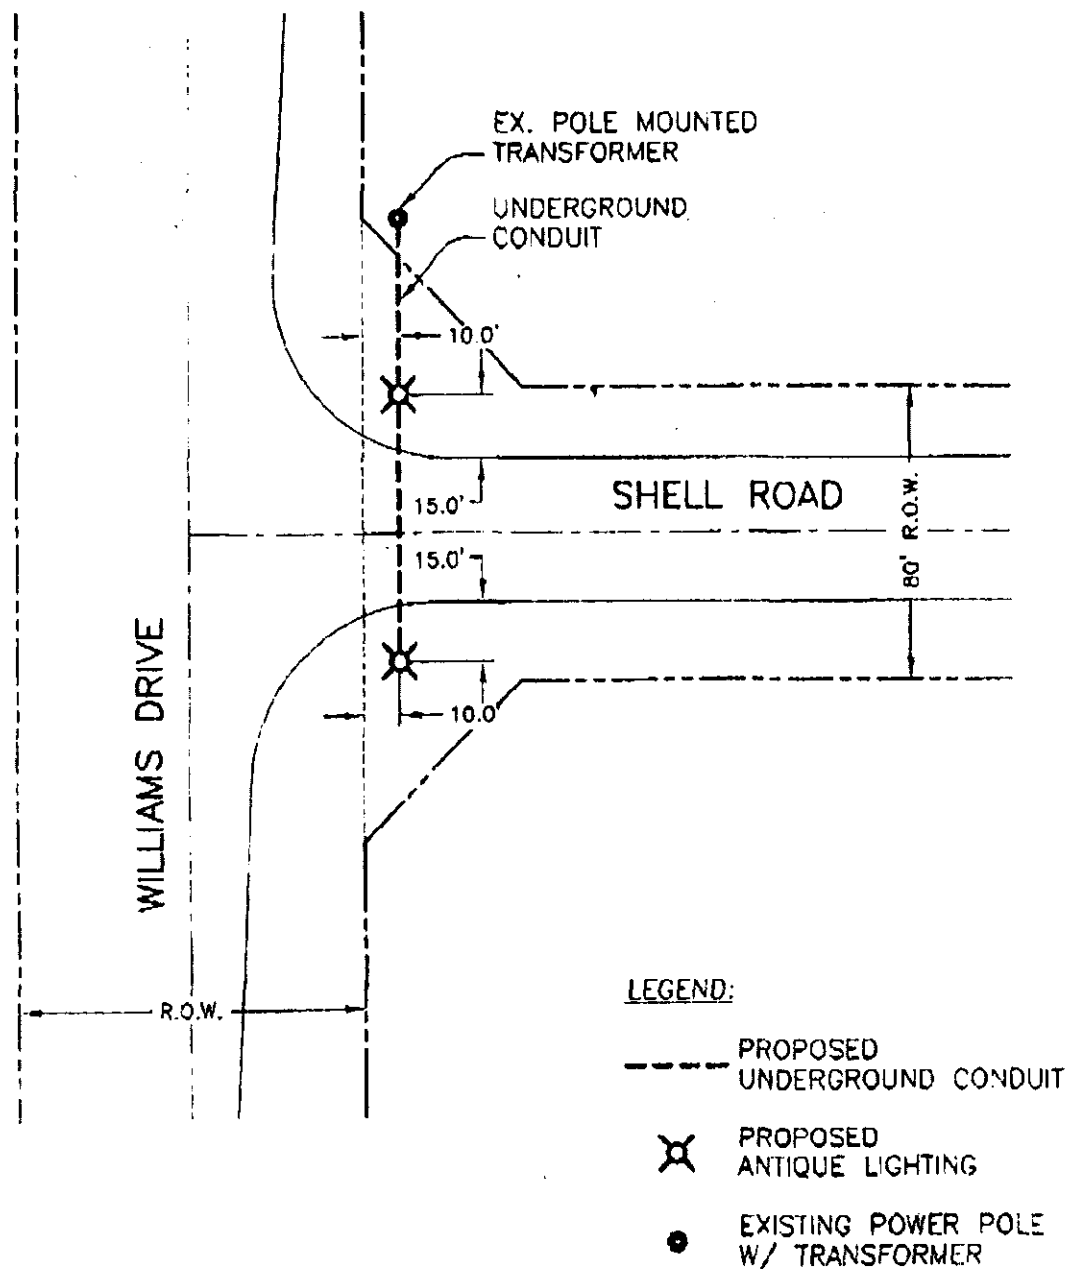 EX. POLE MOUNTED
TRANSFORMER
UNDERGROUND
CONDUIT
10.0'
15.0'
SHELL ROAD
15.0'
80' R.O.W.
10.0'
WILLIAMS DRIVE
R.O.W.
LEGEND:
PROPOSED
UNDERGROUND CONDUIT
PROPOSED
ANTIQUE LIGHTING
EXISTING POWER POLE
W/ TRANSFORMER